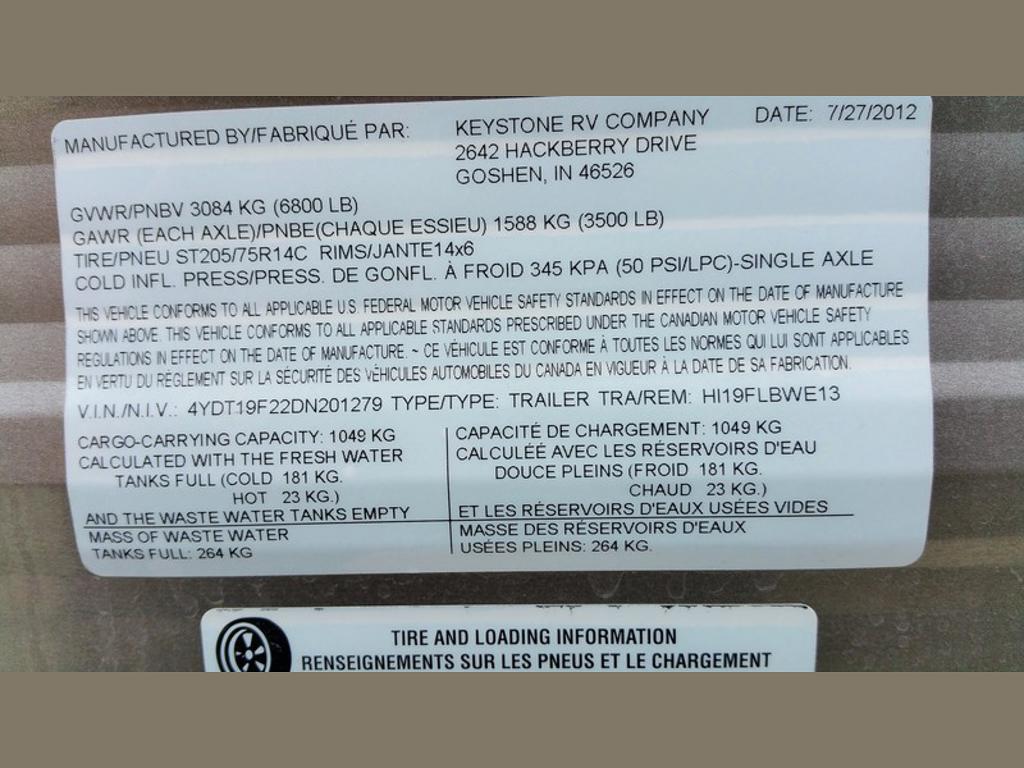 MANUFACTURED BY/FABRIQUÉ PAR: KEYSTONE RV COMPANY DATE: 7/27/2012
2642 HACKBERRY DRIVE
GOSHEN, IN 46526
GVWR/PNBV 3084 KG (6800 LB)
GAWR (EACH AXLE)/PNBE(CHAQUE ESSIEU) 1588 KG (3500 LB)
TIRE/PNEU ST205/75R14C RIMS/JANTE14x6
COLD INFL. PRESS/PRESS. DE GONFL. À FROID 345 KPA (50 PSI/LPC)-SINGLE AXLE
THIS VEHICLE CONFORMS TO ALL APPLICABLE U.S. FEDERAL MOTOR VEHICLE SAFETY STANDARDS IN EFFECT ON THE DATE OF MANUFACTURE
SHOWN ABOVE. THIS VEHICLE CONFORMS TO ALL APPLICABLE STANDARDS PRESCRIBED UNDER THE CANADIAN MOTOR VEHICLE SAFETY
REGULATIONS IN EFFECT ON THE DATE OF MANUFACTURE. ~ CE VÉHICULE EST CONFORME À TOUTES LES NORMES QUI LUI SONT APPLICABLES
EN VERTU DU RÉGLEMENT SUR LA SÉCURITÉ DES VÉHICULES AUTOMOBILES DU CANADA EN VIGUEUR À LA DATE DE SA FABRICATION.
V.I.N./N.I.V.: 4YDT19F22DN201279 TYPE/TYPE: TRAILER TRA/REM: HI19FLBWE13
CARGO-CARRYING CAPACITY: 1049 KG
CALCULATED WITH THE FRESH WATER
TANKS FULL (COLD 181 KG.
HOT 23 KG.)
AND THE WASTE WATER TANKS EMPTY
MASS OF WASTE WATER
TANKS FULL: 264 KG
CAPACITÉ DE CHARGEMENT: 1049 KG
CALCULÉE AVEC LES RÉSERVOIRS D'EAU
DOUCE PLEINS (FROID 181 KG.
CHAUD 23 KG.)
ET LES RÉSERVOIRS D'EAUX USÉES VIDES
MASSE DES RÉSERVOIRS D'EAUX
USÉES PLEINS: 264 KG.
TIRE AND LOADING INFORMATION
RENSEIGNEMENTS SUR LES PNEUS ET LE CHARGEMENT